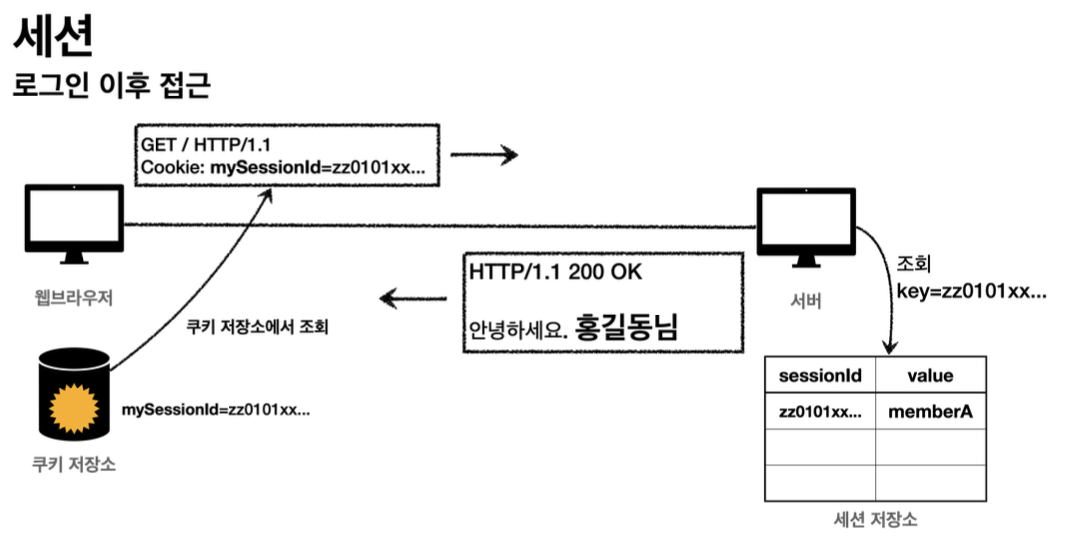 세션
로그인 이후 접근
GET / HTTP/1.1
Cookie: mySessionId=zz0101xx...
웹브라우저
쿠키 저장소에서 조회
mySessionId=zz0101xx...
쿠키 저장소
HTTP/1.1 200 OK
안녕하세요. 홍길동님
서버
조회
key=zz0101xx...
sessionId value
zz0101xx... memberA
세션 저장소